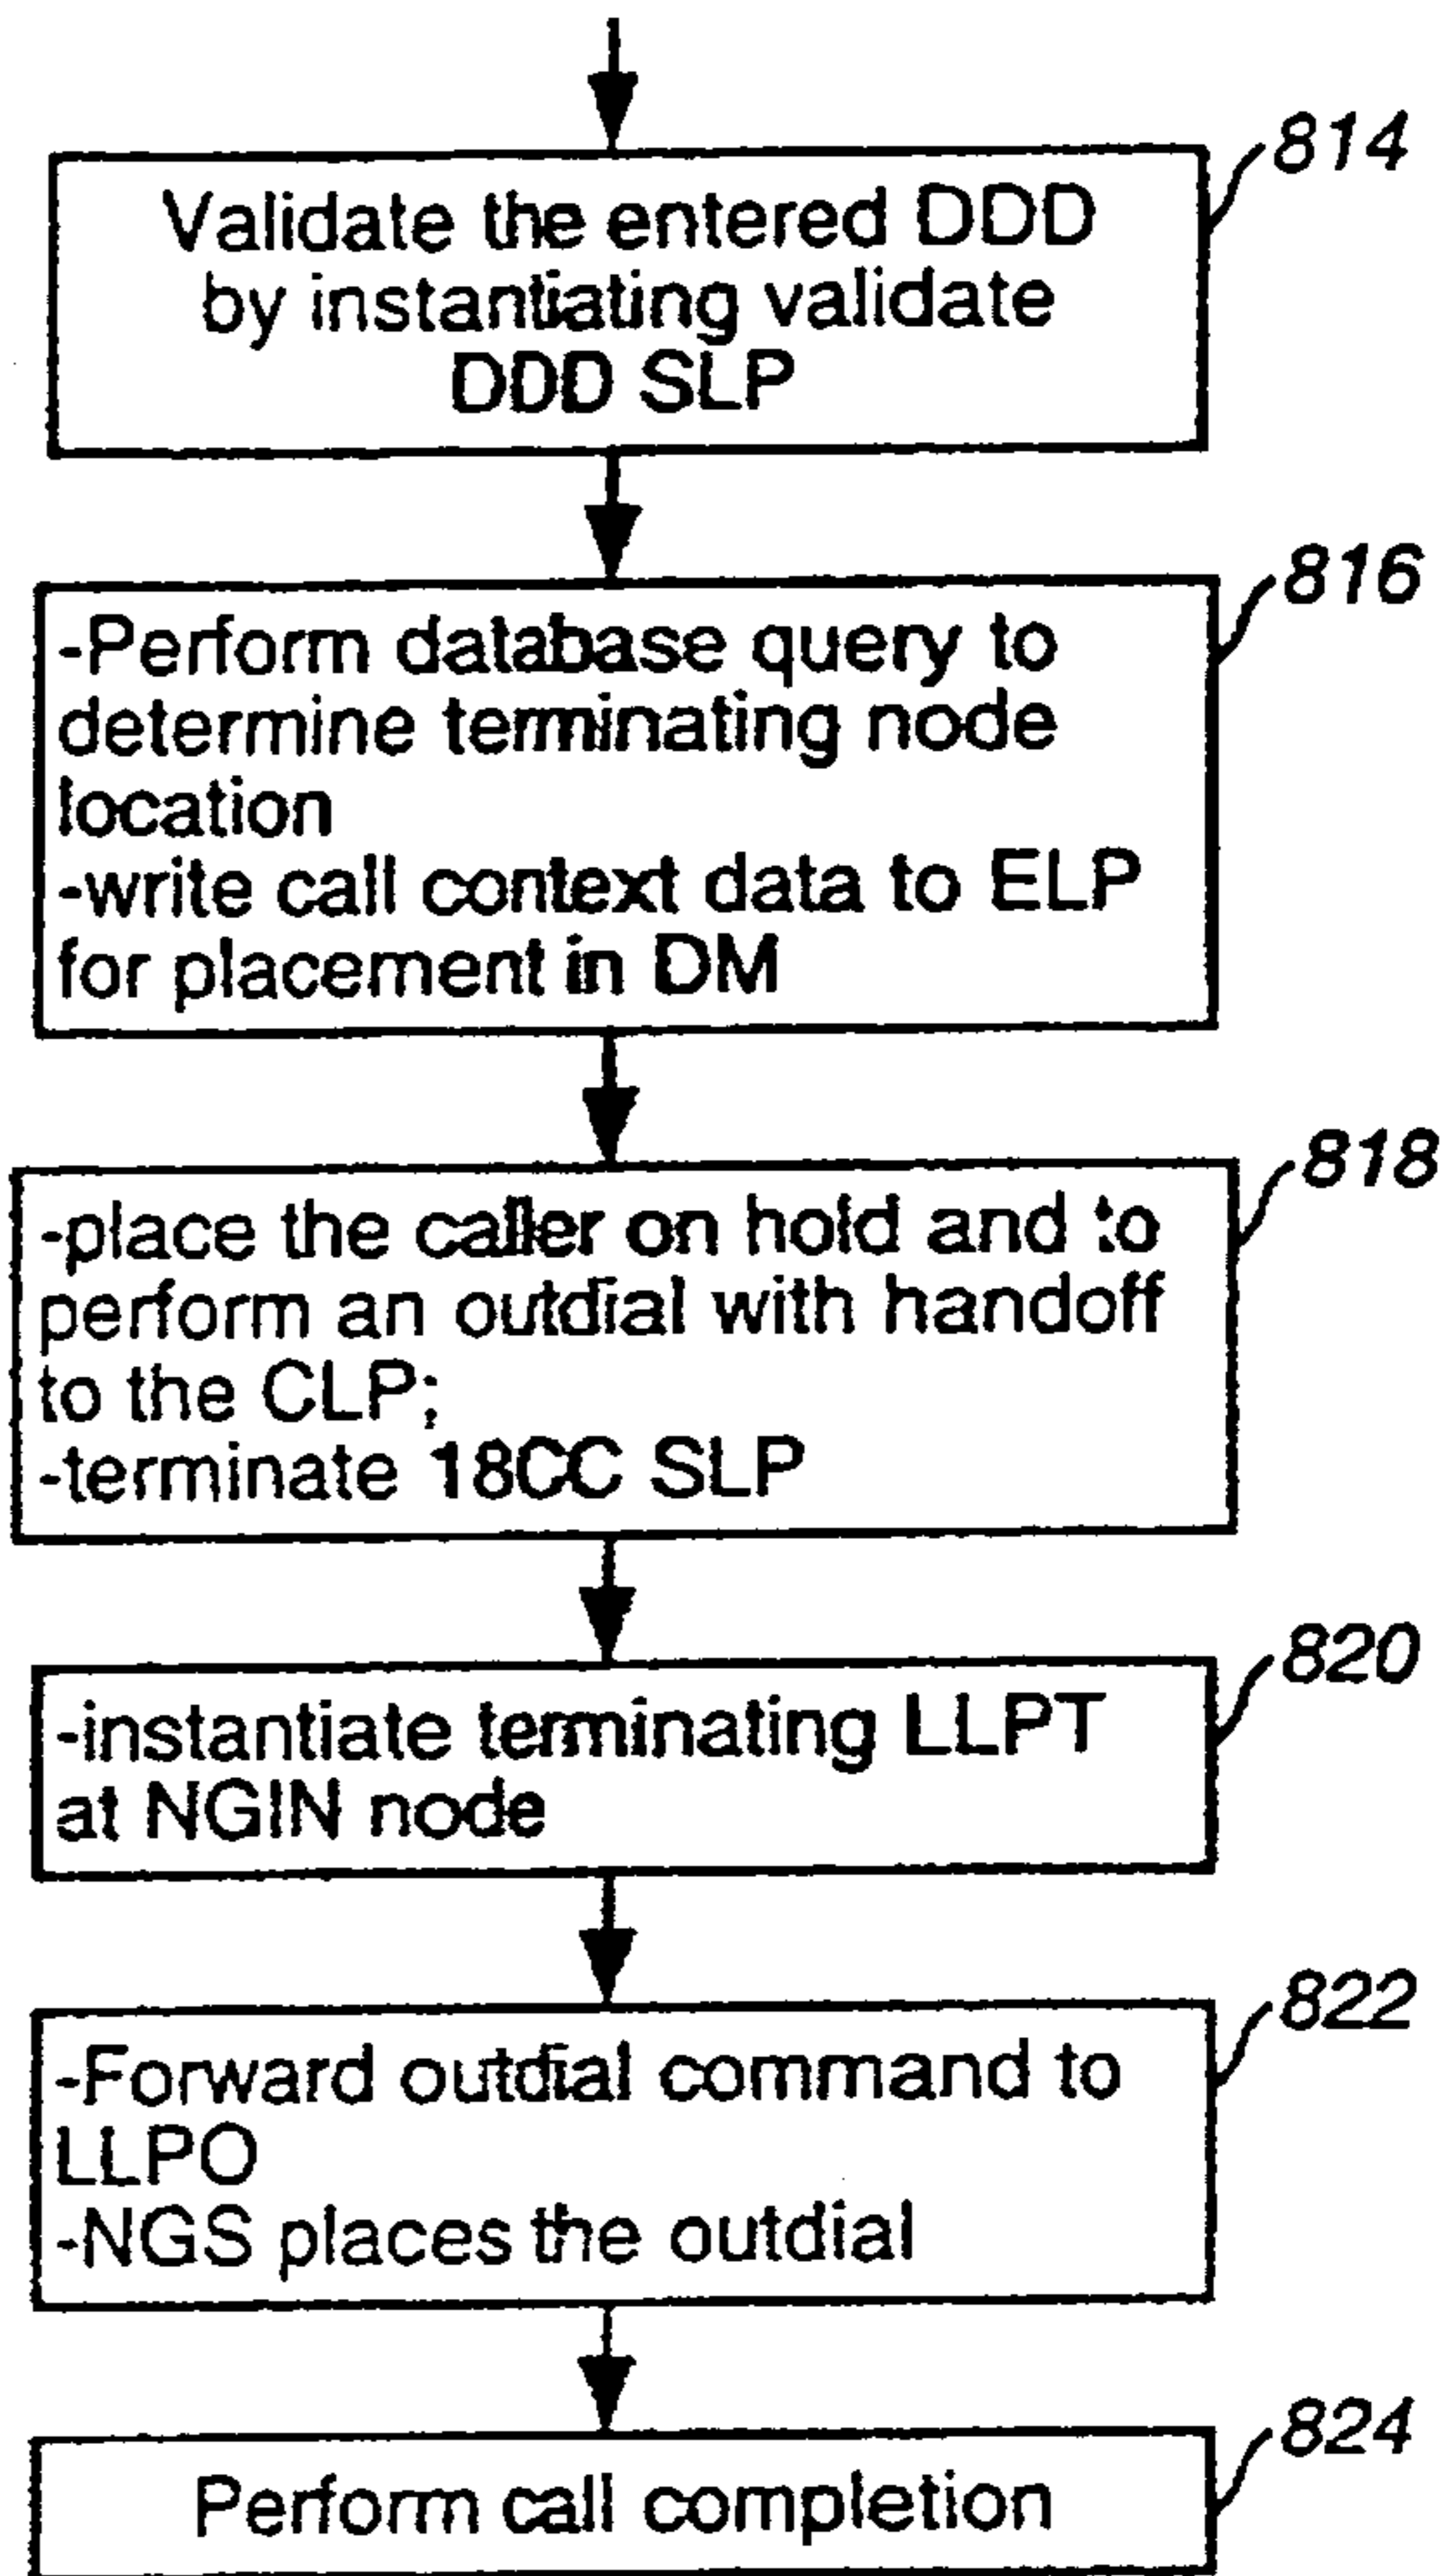 814
Validate the entered DDD
by instantiating validate
DDD SLP
816
-Perform database query to
determine terminating node
location
-write call context data to ELP
for placement in DM
818
-place the caller on hold and to
perform an outdial with handoff
to the CLP;
-terminate 18CC SLP
820
-instantiate terminating LLPT
at NGIN node
822
-Forward outdial command to
LLPO
-NGS places the outdial
824
Perform call completion